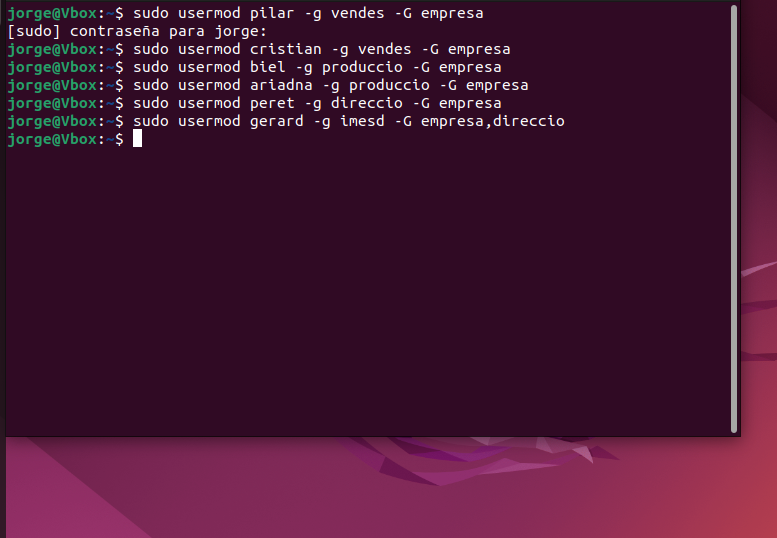 jorge@Vbox:~$ sudo usermod pilar -g vendes -G empresa
[sudo] contraseña para jorge:
jorge@Vbox:~$ sudo usermod cristian -g vendes -G empresa
jorge@Vbox:~$ sudo usermod biel -g produccio -G empresa
jorge@Vbox:~$ sudo usermod ariadna -g produccio -G empresa
jorge@Vbox:~$ sudo usermod peret -g direccio -G empresa
jorge@Vbox:~$ sudo usermod gerard -g imesd -G empresa,direccio
jorge@Vbox:~$